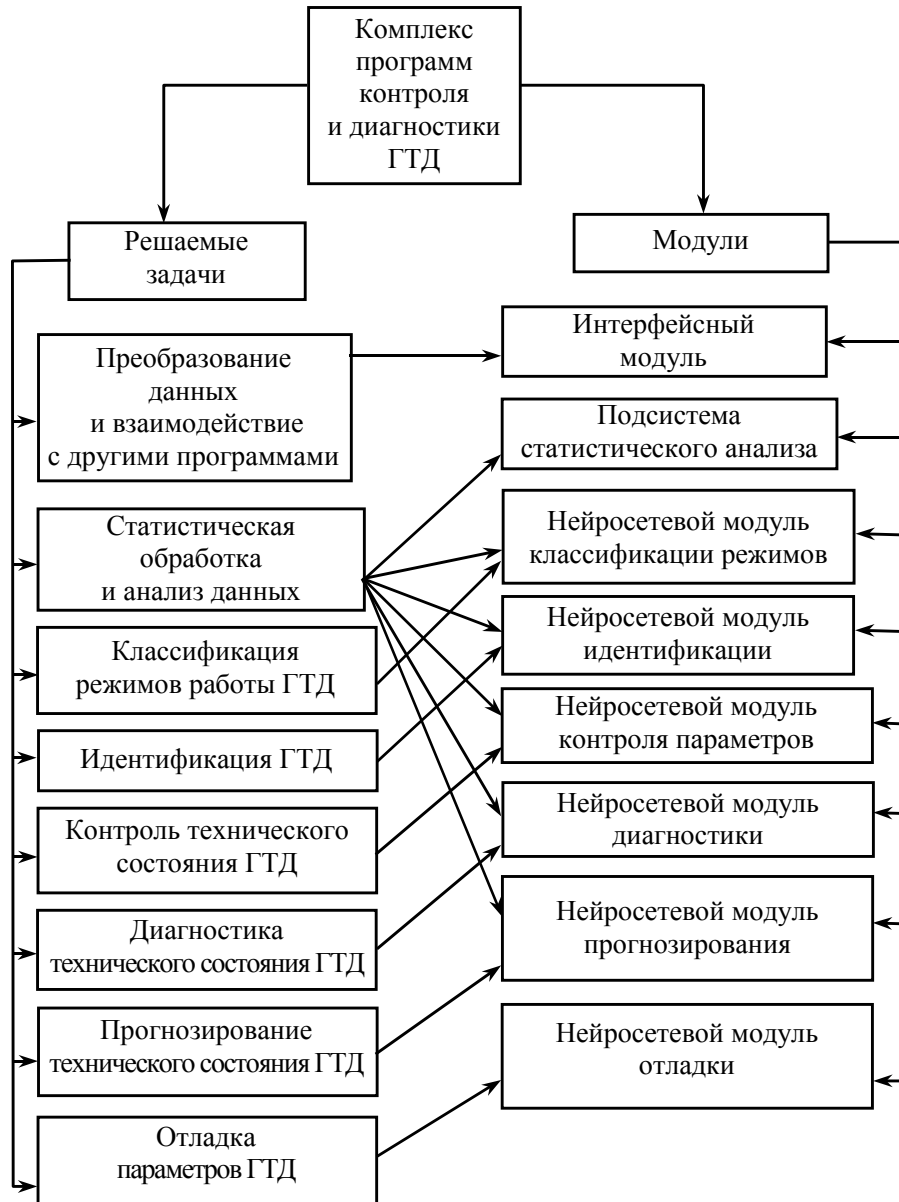 Комплекс
программ
контроля
и диагностики
ГТД
Решаемые
задачи
Модули
Преобразование
данных
и взаимодействие
с другими программами
Статистическая
обработка
и анализ данных
Классификация
режимов работы ГТД
Идентификация ГТД
Контроль технического
состояния ГТД
Диагностика
технического состояния ГТД
Прогнозирование
технического состояния ГТД
Отладка
параметров ГТД
Интерфейсный
модуль
Подсистема
статистического анализа
Нейросетевой модуль
классификации режимов
Нейросетевой модуль
идентификации
Нейросетевой модуль
контроля параметров
Нейросетевой модуль
диагностики
Нейросетевой модуль
прогнозирования
Нейросетевой модуль
отладки